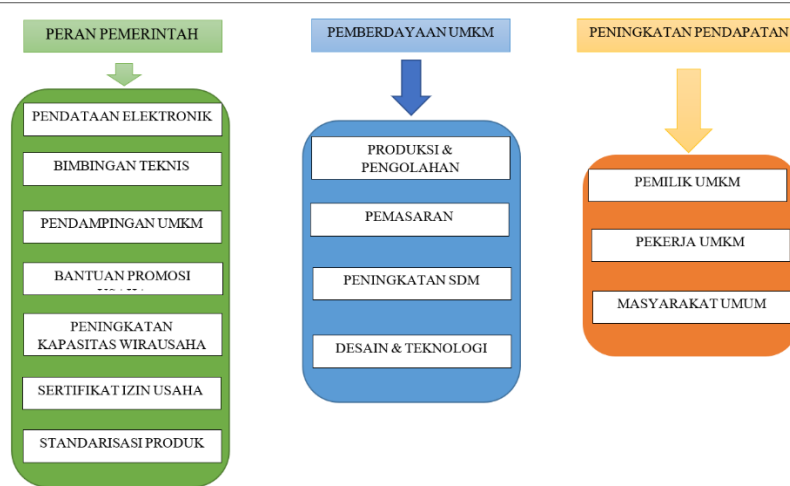 PERAN PEMERINTAH
PENDATAAN ELEKTRONIK
BIMBINGAN TEKNIS
PENDAMPINGAN UMKM
BANTUAN PROMOSI
PENINGKATAN
KAPASITAS WIRAUSAHA
SERTIFIKAT IZIN USAHA
STANDARISASI PRODUK
PEMBERDAYAAN UMKM
PRODUKSI &
PENGOLAHAN
PEMASARAN
PENINGKATAN SDM
DESAIN & TEKNOLOGI
PENINGKATAN PENDAPATAN
PEMILIK UMKM
PEKERJA UMKM
MASYARAKAT UMUM